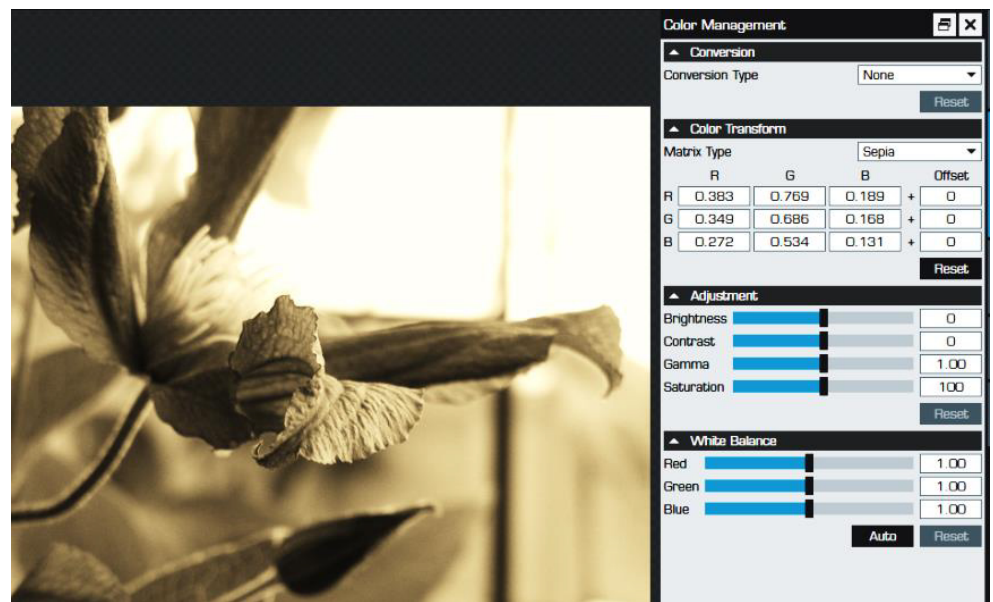 Color Management
Conversion
Conversion Type None
Reset
Color Transform
Matrix Type Sepia
R G B Offset
R 0.383 0.769 0.189 + 0
G 0.349 0.686 0.168 + 0
B 0.272 0.534 0.131 + 0
Reset
Adjustment
Brightness 0
Contrast 0
Gamma 1.00
Saturation 100
Reset
White Balance
Red 1.00
Green 1.00
Blue 1.00
Auto Reset